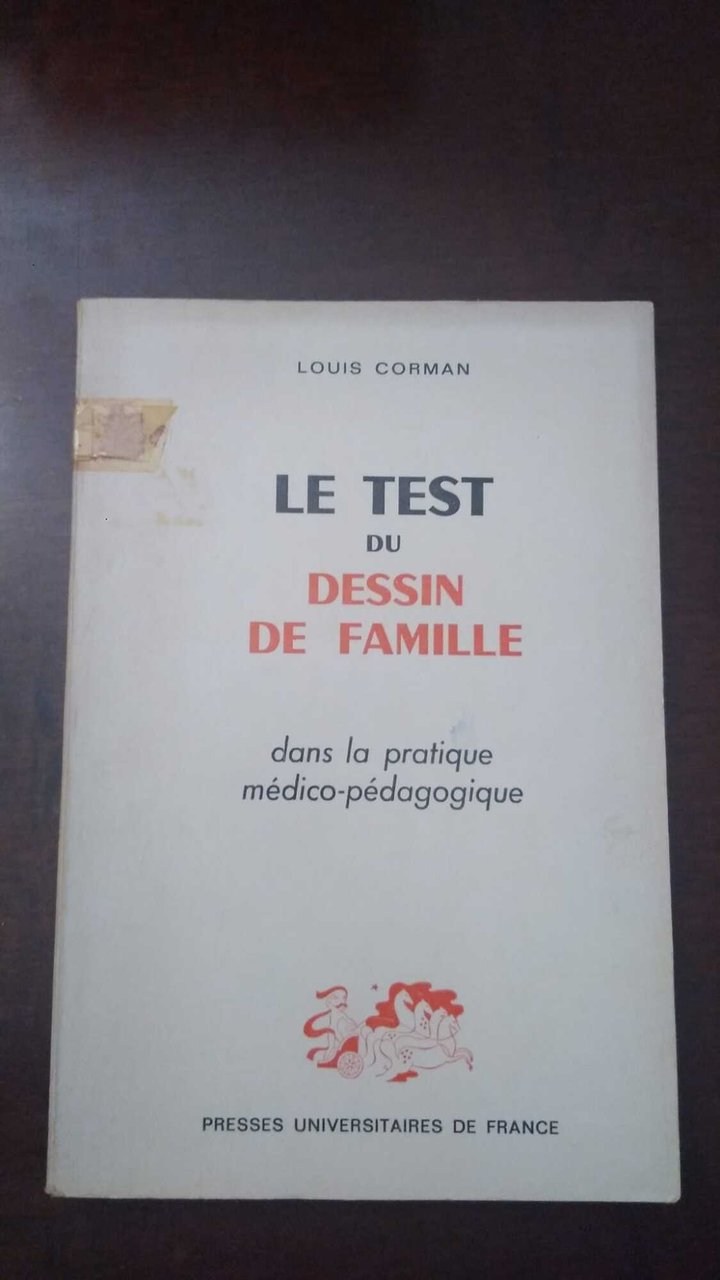 LOUIS CORMAN
LE TEST
DU
DESSIN
DE FAMILLE
dans la pratique
médico-pédagogique
PRESSES UNIVERSITAIRES DE FRANCE